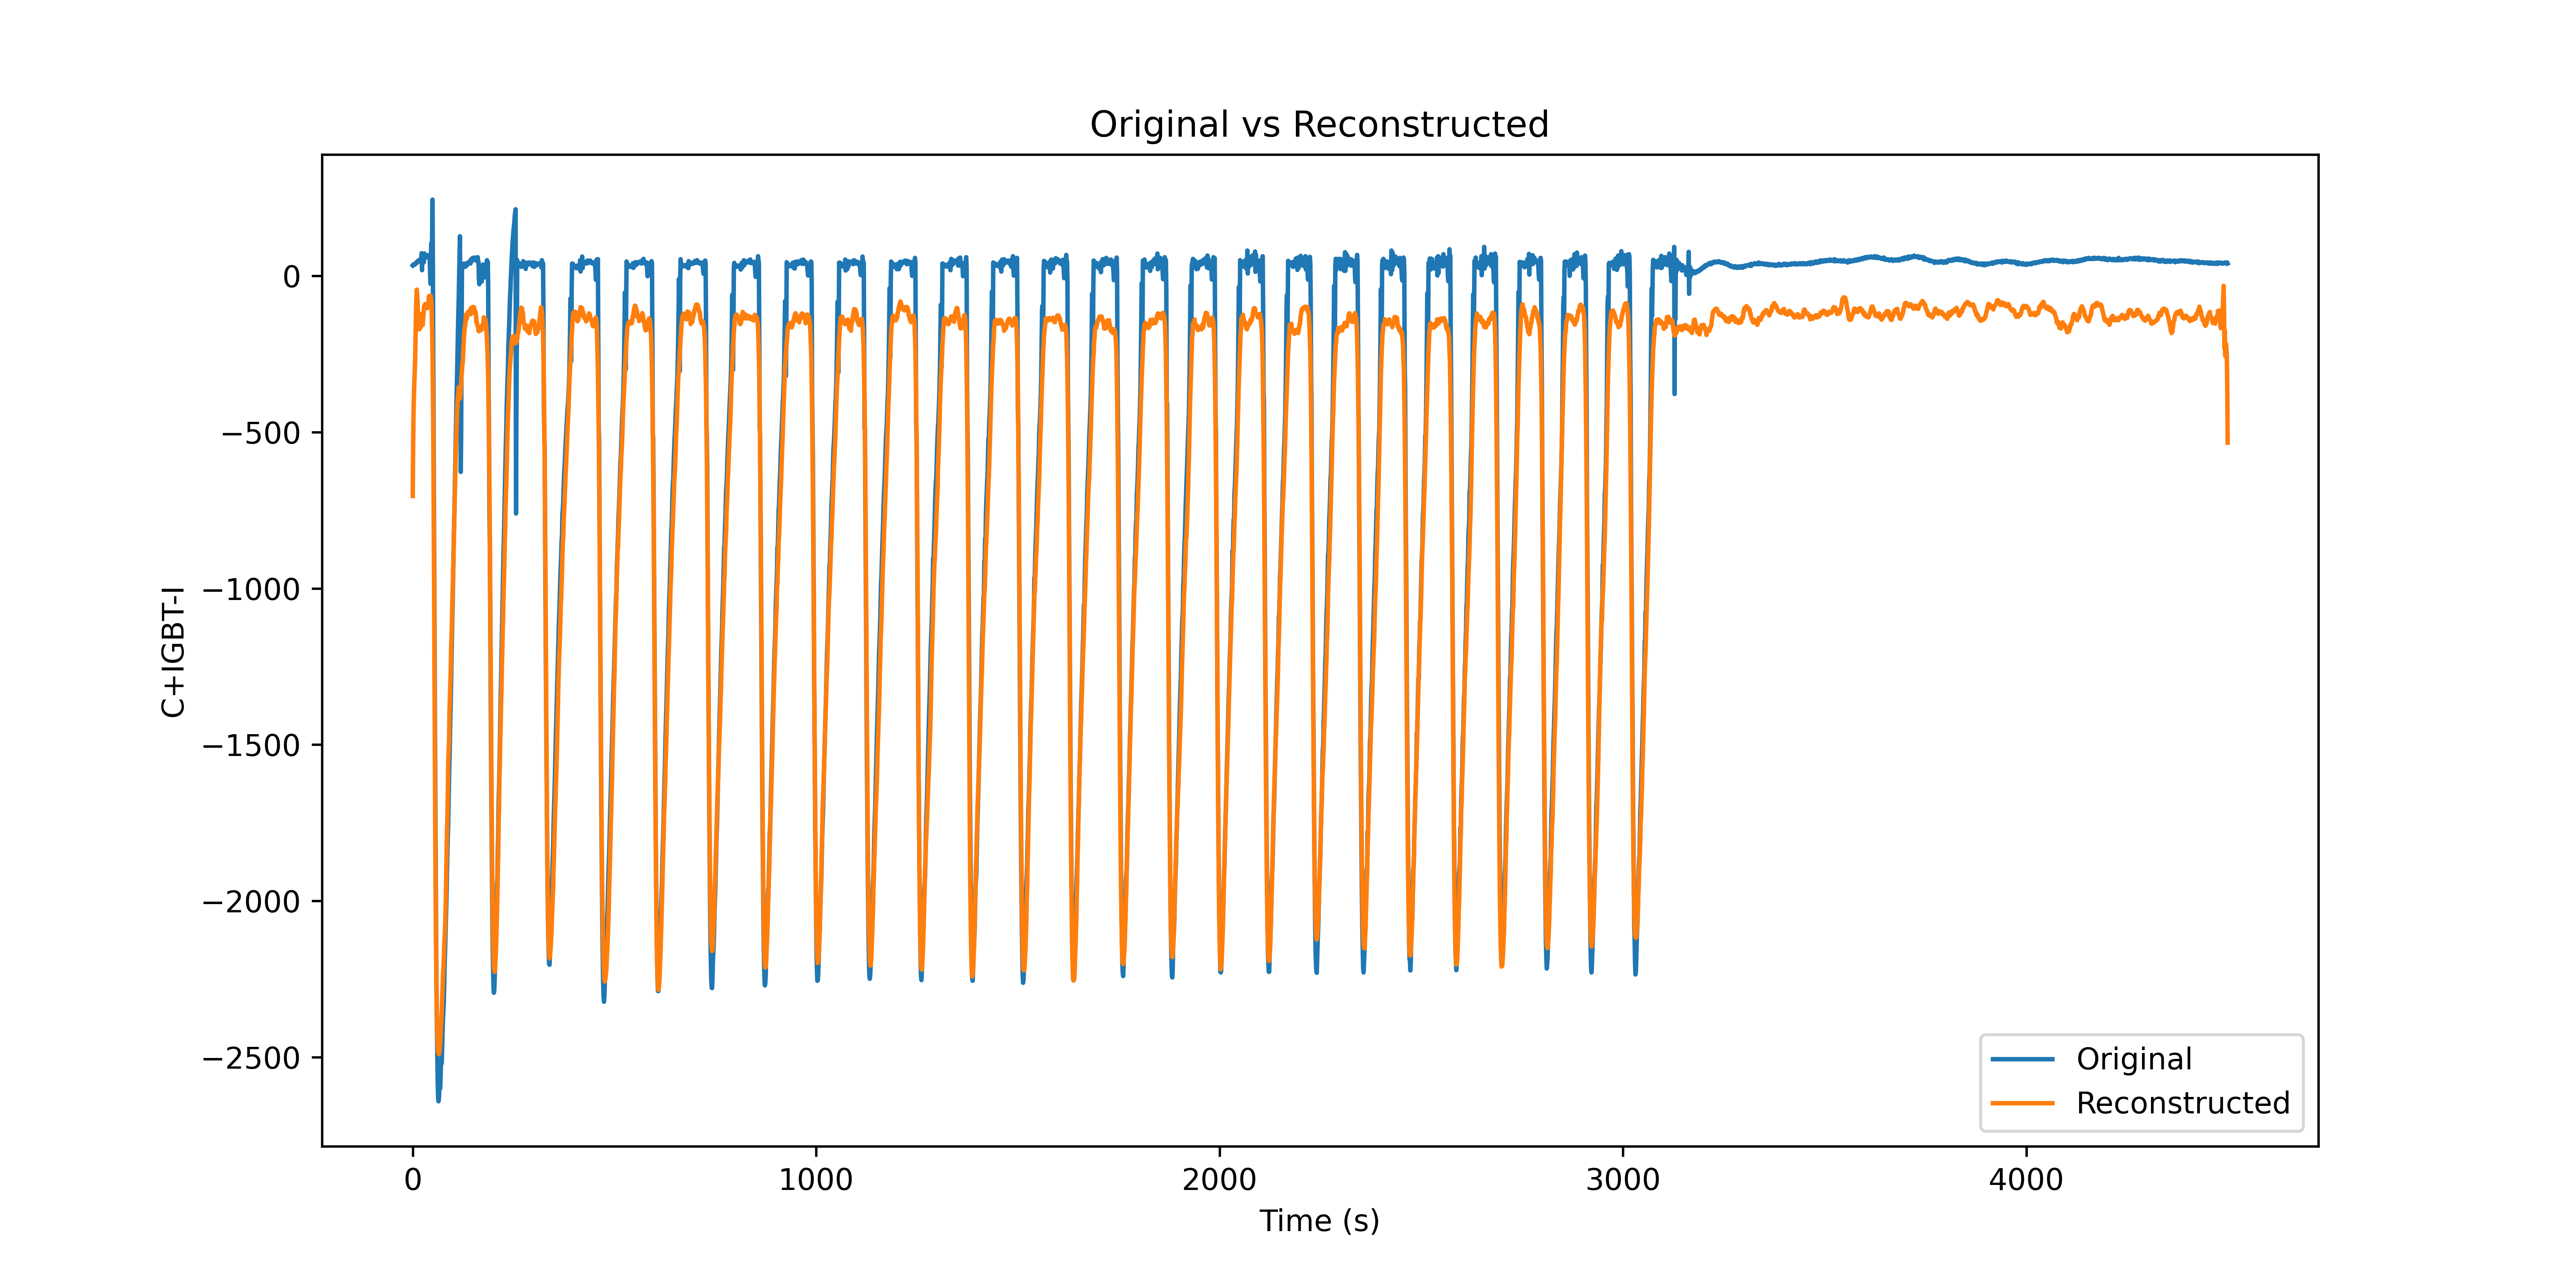 Original vs Reconstructed
C+IGBT-I
0
−500
−1000
−1500
−2000
−2500
0 1000 2000 3000 4000
Time (s)
Original
Reconstructed